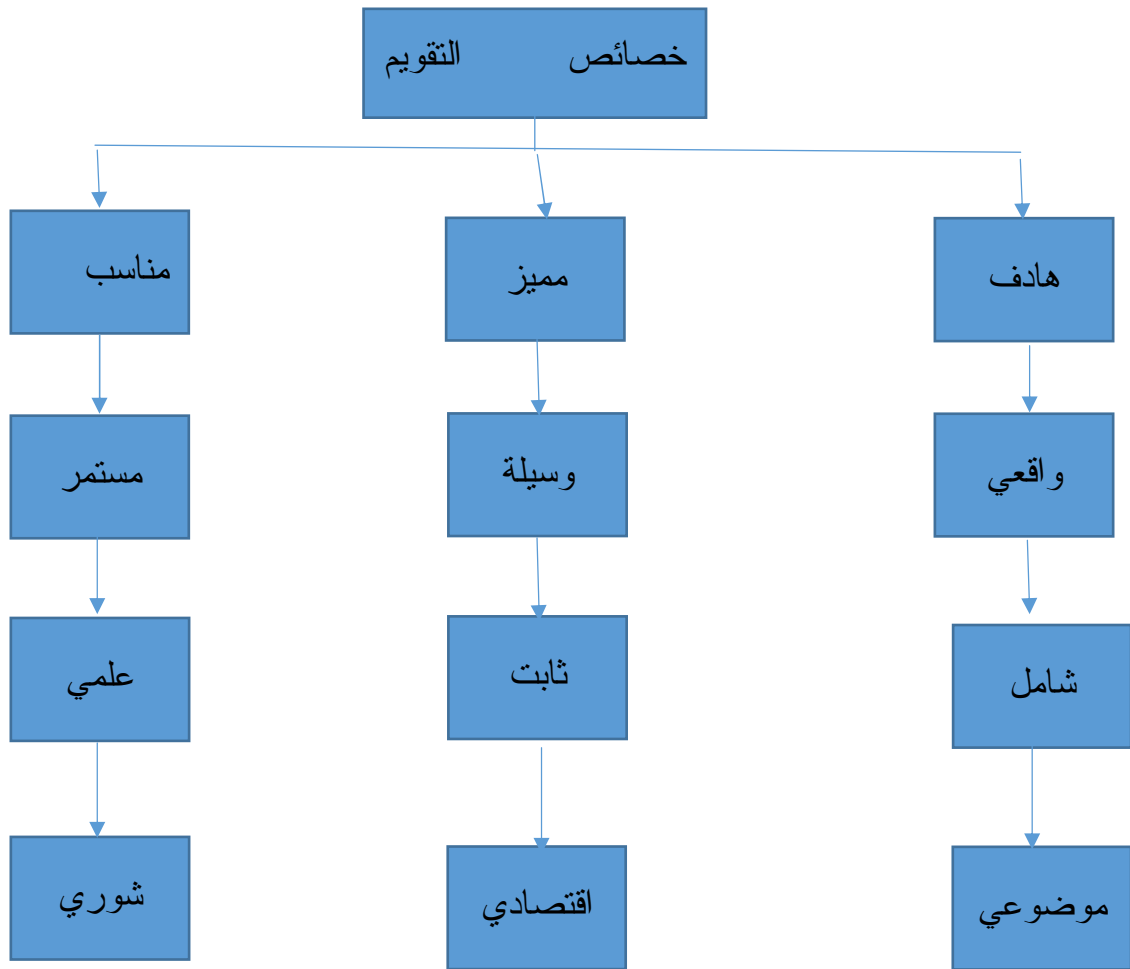 خصائص التقويم
هادف
مميز
مناسب
واقعي
وسيلة
مستمر
شامل
ثابت
علمي
موضوعي
اقتصادي
شوري